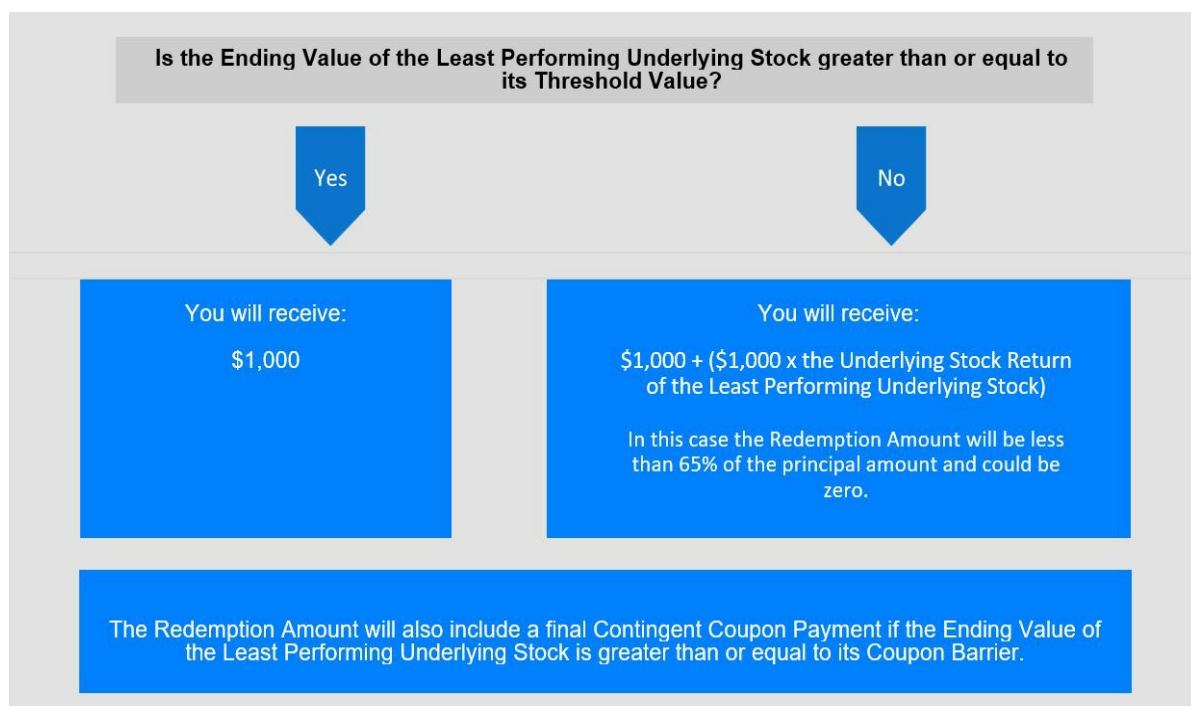 Is the Ending Value of the Least Performing Underlying Stock greater than or equal to
its Threshold Value?
Yes
No
You will receive:
$1,000
You will receive:
$1,000 + ($1,000 x the Underlying Stock Return
of the Least Performing Underlying Stock)
In this case the Redemption Amount will be less
than 65% of the principal amount and could be
zero.
The Redemption Amount will also include a final Contingent Coupon Payment if the Ending Value of
the Least Performing Underlying Stock is greater than or equal to its Coupon Barrier.